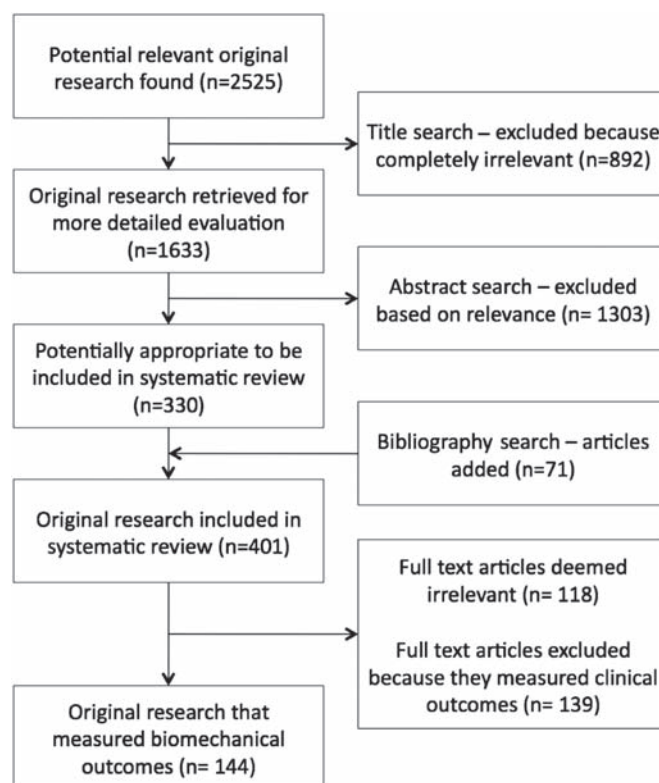 Potential relevant original
research found (n=2525)
Title search – excluded because
completely irrelevant (n=892)
Original research retrieved for
more detailed evaluation
(n=1633)
Abstract search – excluded
based on relevance (n= 1303)
Potentially appropriate to be
included in systematic review
(n=330)
Bibliography search – articles
added (n=71)
Original research included in
systematic review (n=401)
Full text articles deemed
irrelevant (n= 118)
Full text articles excluded
because they measured clinical
outcomes (n= 139)
Original research that
measured biomechanical
outcomes (n= 144)